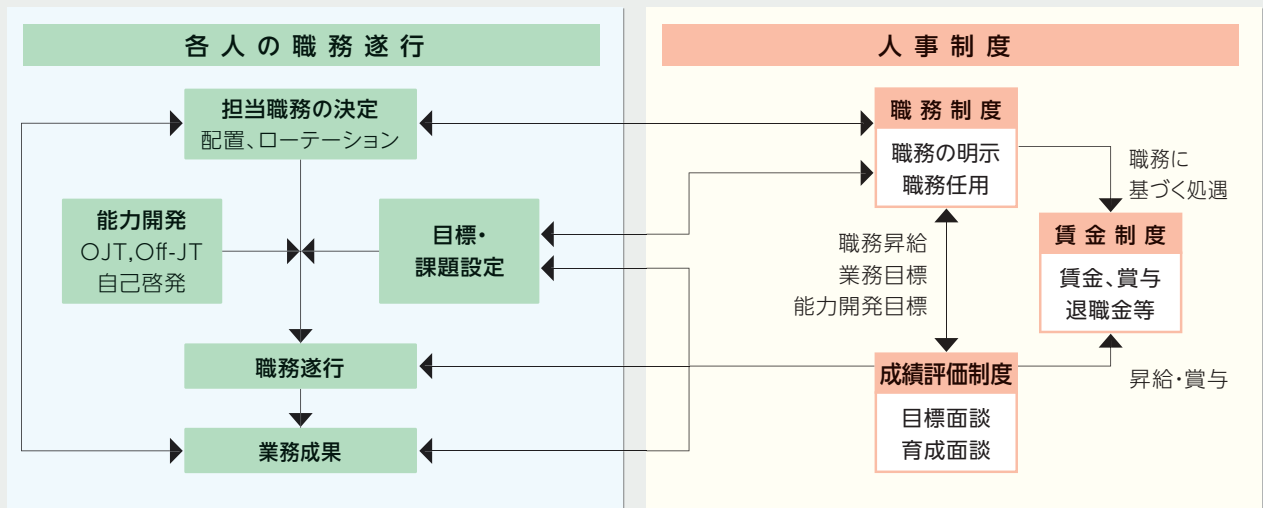 各人の職務遂行
担当職務の決定
配置、ローテーション
能力開発
OJT,Off-JT
自己啓発
目標・
課題設定
職務遂行
業務成果
人事制度
職務制度
職務の明示
職務任用
職務に
基づく処遇
賃金制度
賃金、賞与
退職金等
職務昇給
業務目標
能力開発目標
成績評価制度
目標面談
育成面談
昇給・賞与